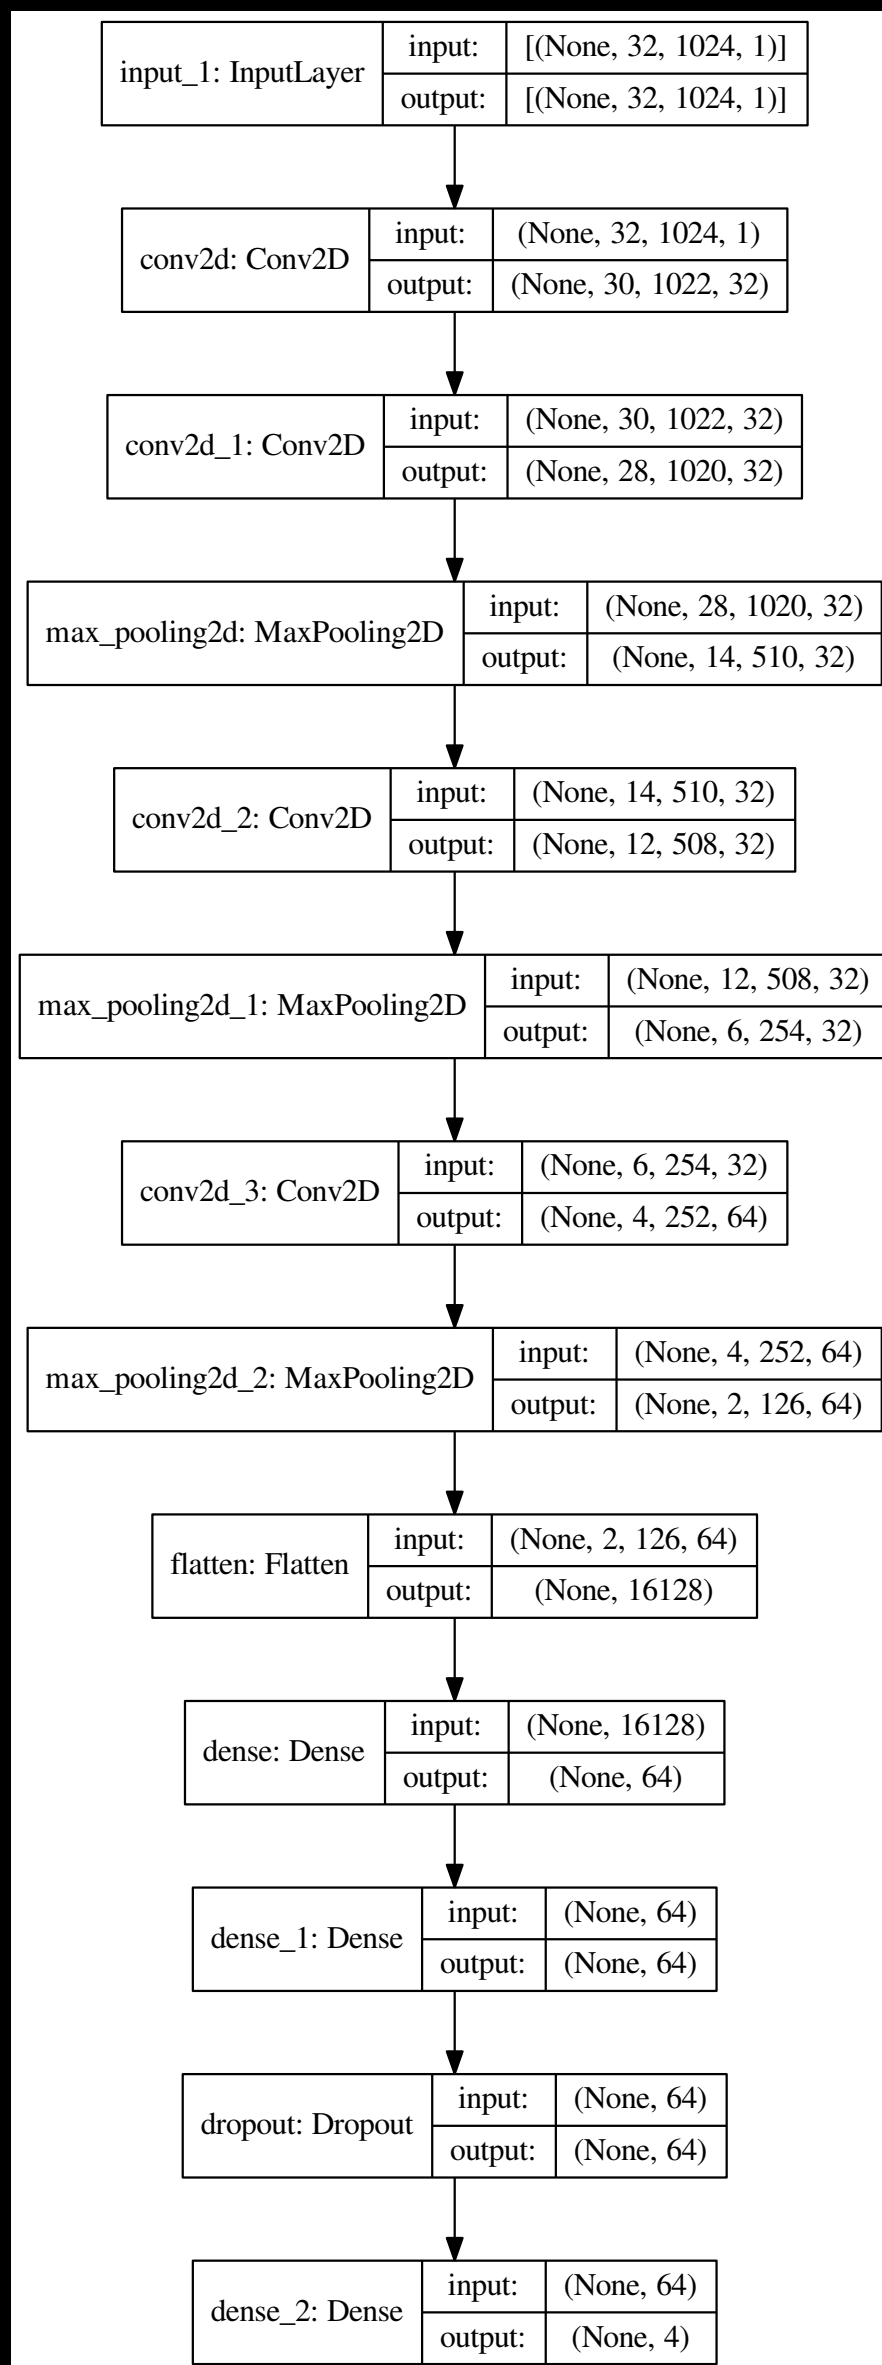 input_1: InputLayer
input: [(None, 32, 1024, 1)]
output: [(None, 32, 1024, 1)]
conv2d: Conv2D
input: (None, 32, 1024, 1)
output: (None, 30, 1022, 32)
conv2d_1: Conv2D
input: (None, 30, 1022, 32)
output: (None, 28, 1020, 32)
max_pooling2d: MaxPooling2D
input: (None, 28, 1020, 32)
output: (None, 14, 510, 32)
conv2d_2: Conv2D
input: (None, 14, 510, 32)
output: (None, 12, 508, 32)
max_pooling2d_1: MaxPooling2D
input: (None, 12, 508, 32)
output: (None, 6, 254, 32)
conv2d_3: Conv2D
input: (None, 6, 254, 32)
output: (None, 4, 252, 64)
max_pooling2d_2: MaxPooling2D
input: (None, 4, 252, 64)
output: (None, 2, 126, 64)
flatten: Flatten
input: (None, 2, 126, 64)
output: (None, 16128)
dense: Dense
input: (None, 16128)
output: (None, 64)
dense_1: Dense
input: (None, 64)
output: (None, 64)
dropout: Dropout
input: (None, 64)
output: (None, 64)
dense_2: Dense
input: (None, 64)
output: (None, 4)